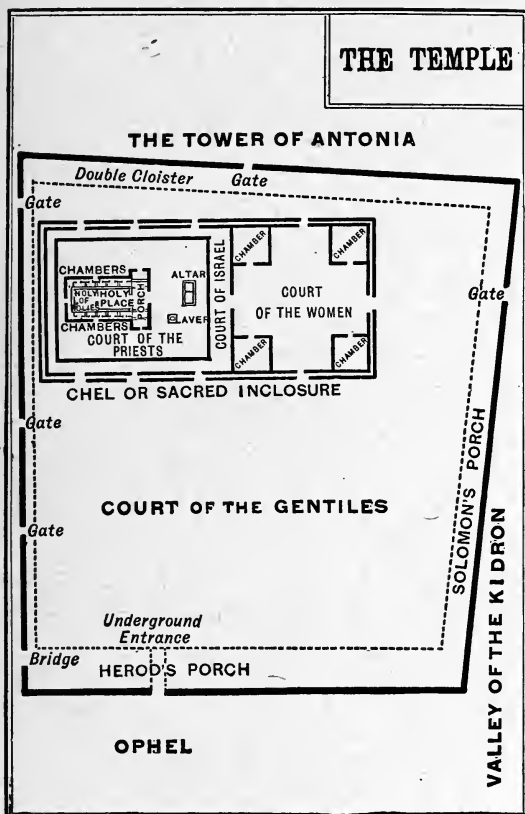 THE TEMPLE
THE TOWER OF ANTONIA
Double Cloister Gate
Gate
CHAMBER
CHAMBER
CHAMBERS
HOLY
OF
HOLIES
HOLY
PLACE
PORCH
ALTAR
LAVER
CHAMBERS
COURT OF THE
PRIESTS
COURT OF ISRAEL
COURT
OF THE WOMEN
CHAMBER
CHAMBER
Gate
CHEL OR SACRED INCLOSURE
Gate
COURT OF THE GENTILES
Gate
SOLOMON'S PORCH
VALLEY OF THE KIDRON
Underground
Entrance
Bridge
HEROD'S PORCH
OPHEL